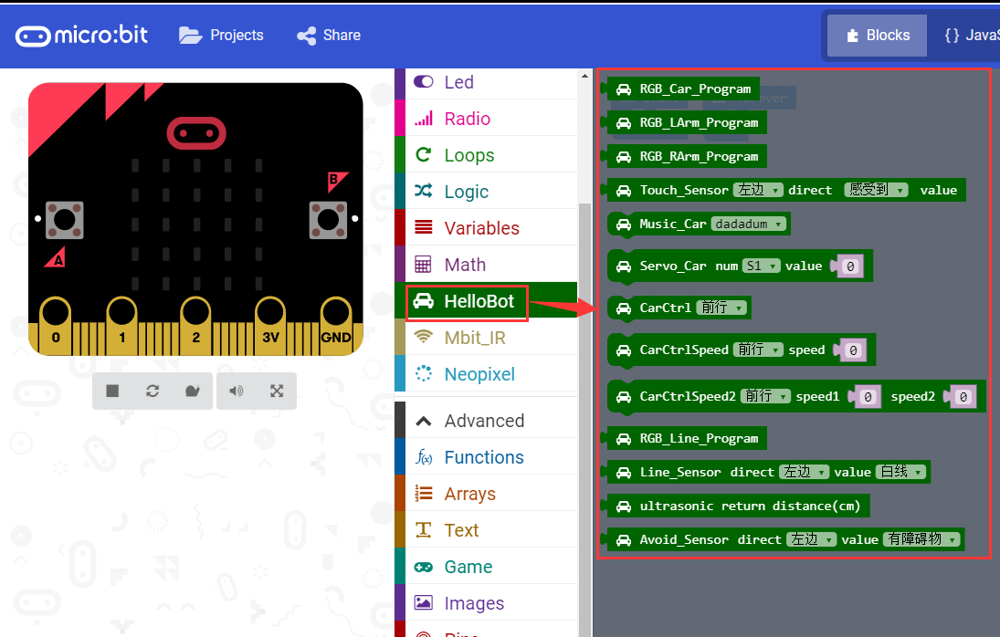 micro:bit Projects Share Blocks { } JavaS
B
A
0 1 2 3V GND
Led
Radio
Loops
Logic
Variables
Math
HelloBot
Mbit_IR
Neopixel
Advanced
Functions
Arrays
Text
Game
Images
RGB_Car_Program
RGB_LArm_Program
RGB_RArm_Program
Touch_Sensor 左边 direct 感受到 value
Music_Car dadadum
Servo_Car num S1 value 0
CarCtrl 前行
CarCtrlSpeed 前行 speed 0
CarCtrlSpeed2 前行 speed1 0 speed2 0
RGB_Line_Program
Line_Sensor direct 左边 value 白线
ultrasonic return distance(cm)
Avoid_Sensor direct 左边 value 有障碍物